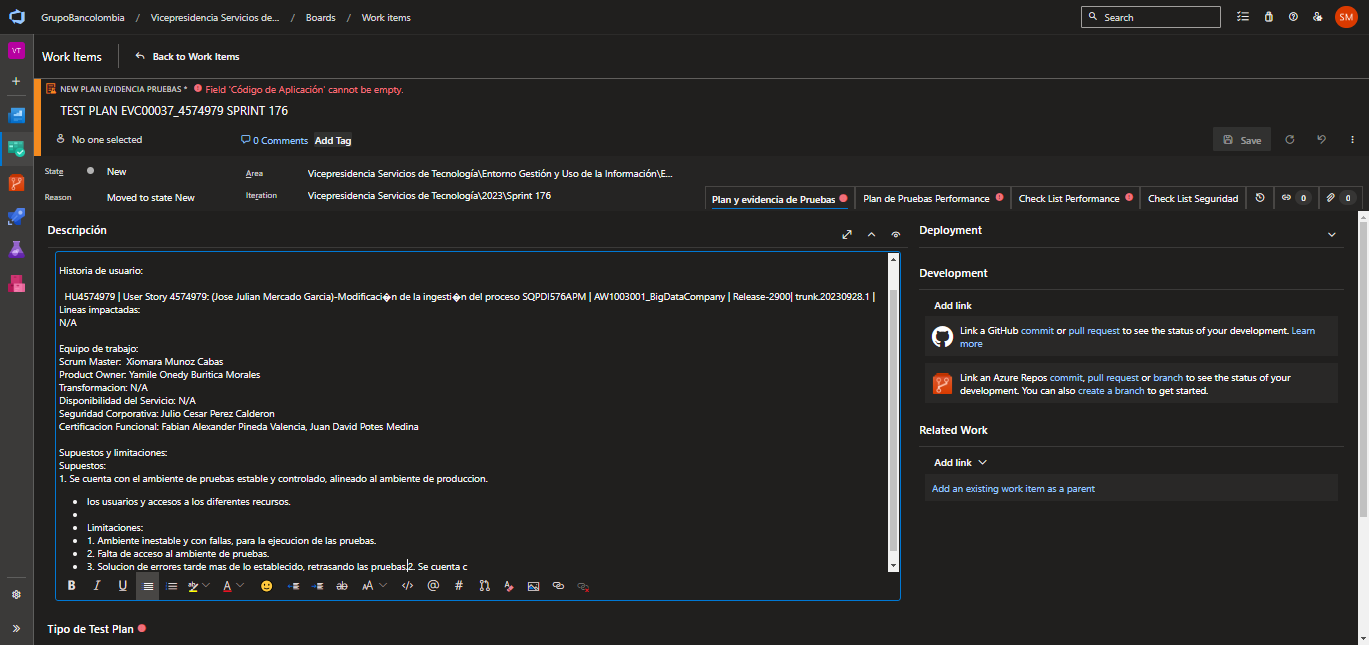 GrupoBancolombia / Vicepresidencia Servicios de... / Boards / Work items
Search
SM
VT
Work Items
Back to Work Items
NEW PLAN EVIDENCIA PRUEBAS * Field 'Código de Aplicación' cannot be empty.
TEST PLAN EVC00037_4574979 SPRINT 176
No one selected
0 Comments
Add Tag
Save
State
New
Area
Vicepresidencia Servicios de Tecnología\Entorno Gestión y Uso de la Información\E...
Reason
Moved to state New
Iteration
Vicepresidencia Servicios de Tecnología\2023\Sprint 176
Plan y evidencia de Pruebas
Plan de Pruebas Performance
Check List Performance
Check List Seguridad
0
0
Descripción
Historia de usuario:
HU4574979 | User Story 4574979: (Jose Julian Mercado Garcia)-Modificaci�n de la ingesti�n del proceso SQPDI576APM | AW1003001_BigDataCompany | Release-2900| trunk.20230928.1 |
Lineas impactadas:
N/A
Equipo de trabajo:
Scrum Master: Xiomara Munoz Cabas
Product Owner: Yamile Onedy Buritica Morales
Transformacion: N/A
Disponibilidad del Servicio: N/A
Seguridad Corporativa: Julio Cesar Perez Calderon
Certificacion Funcional: Fabian Alexander Pineda Valencia, Juan David Potes Medina
Supuestos y limitaciones:
Supuestos:
1. Se cuenta con el ambiente de pruebas estable y controlado, alineado al ambiente de produccion.
los usuarios y accesos a los diferentes recursos.
Limitaciones:
1. Ambiente inestable y con fallas, para la ejecucion de las pruebas.
2. Falta de acceso al ambiente de pruebas.
3. Solucion de errores tarde mas de lo establecido, retrasando las pruebas.2. Se cuenta c
Tipo de Test Plan
Deployment
Development
Add link
Link a GitHub commit or pull request to see the status of your development. Learn
more
Link an Azure Repos commit, pull request or branch to see the status of your
development. You can also create a branch to get started.
Related Work
Add link
Add an existing work item as a parent